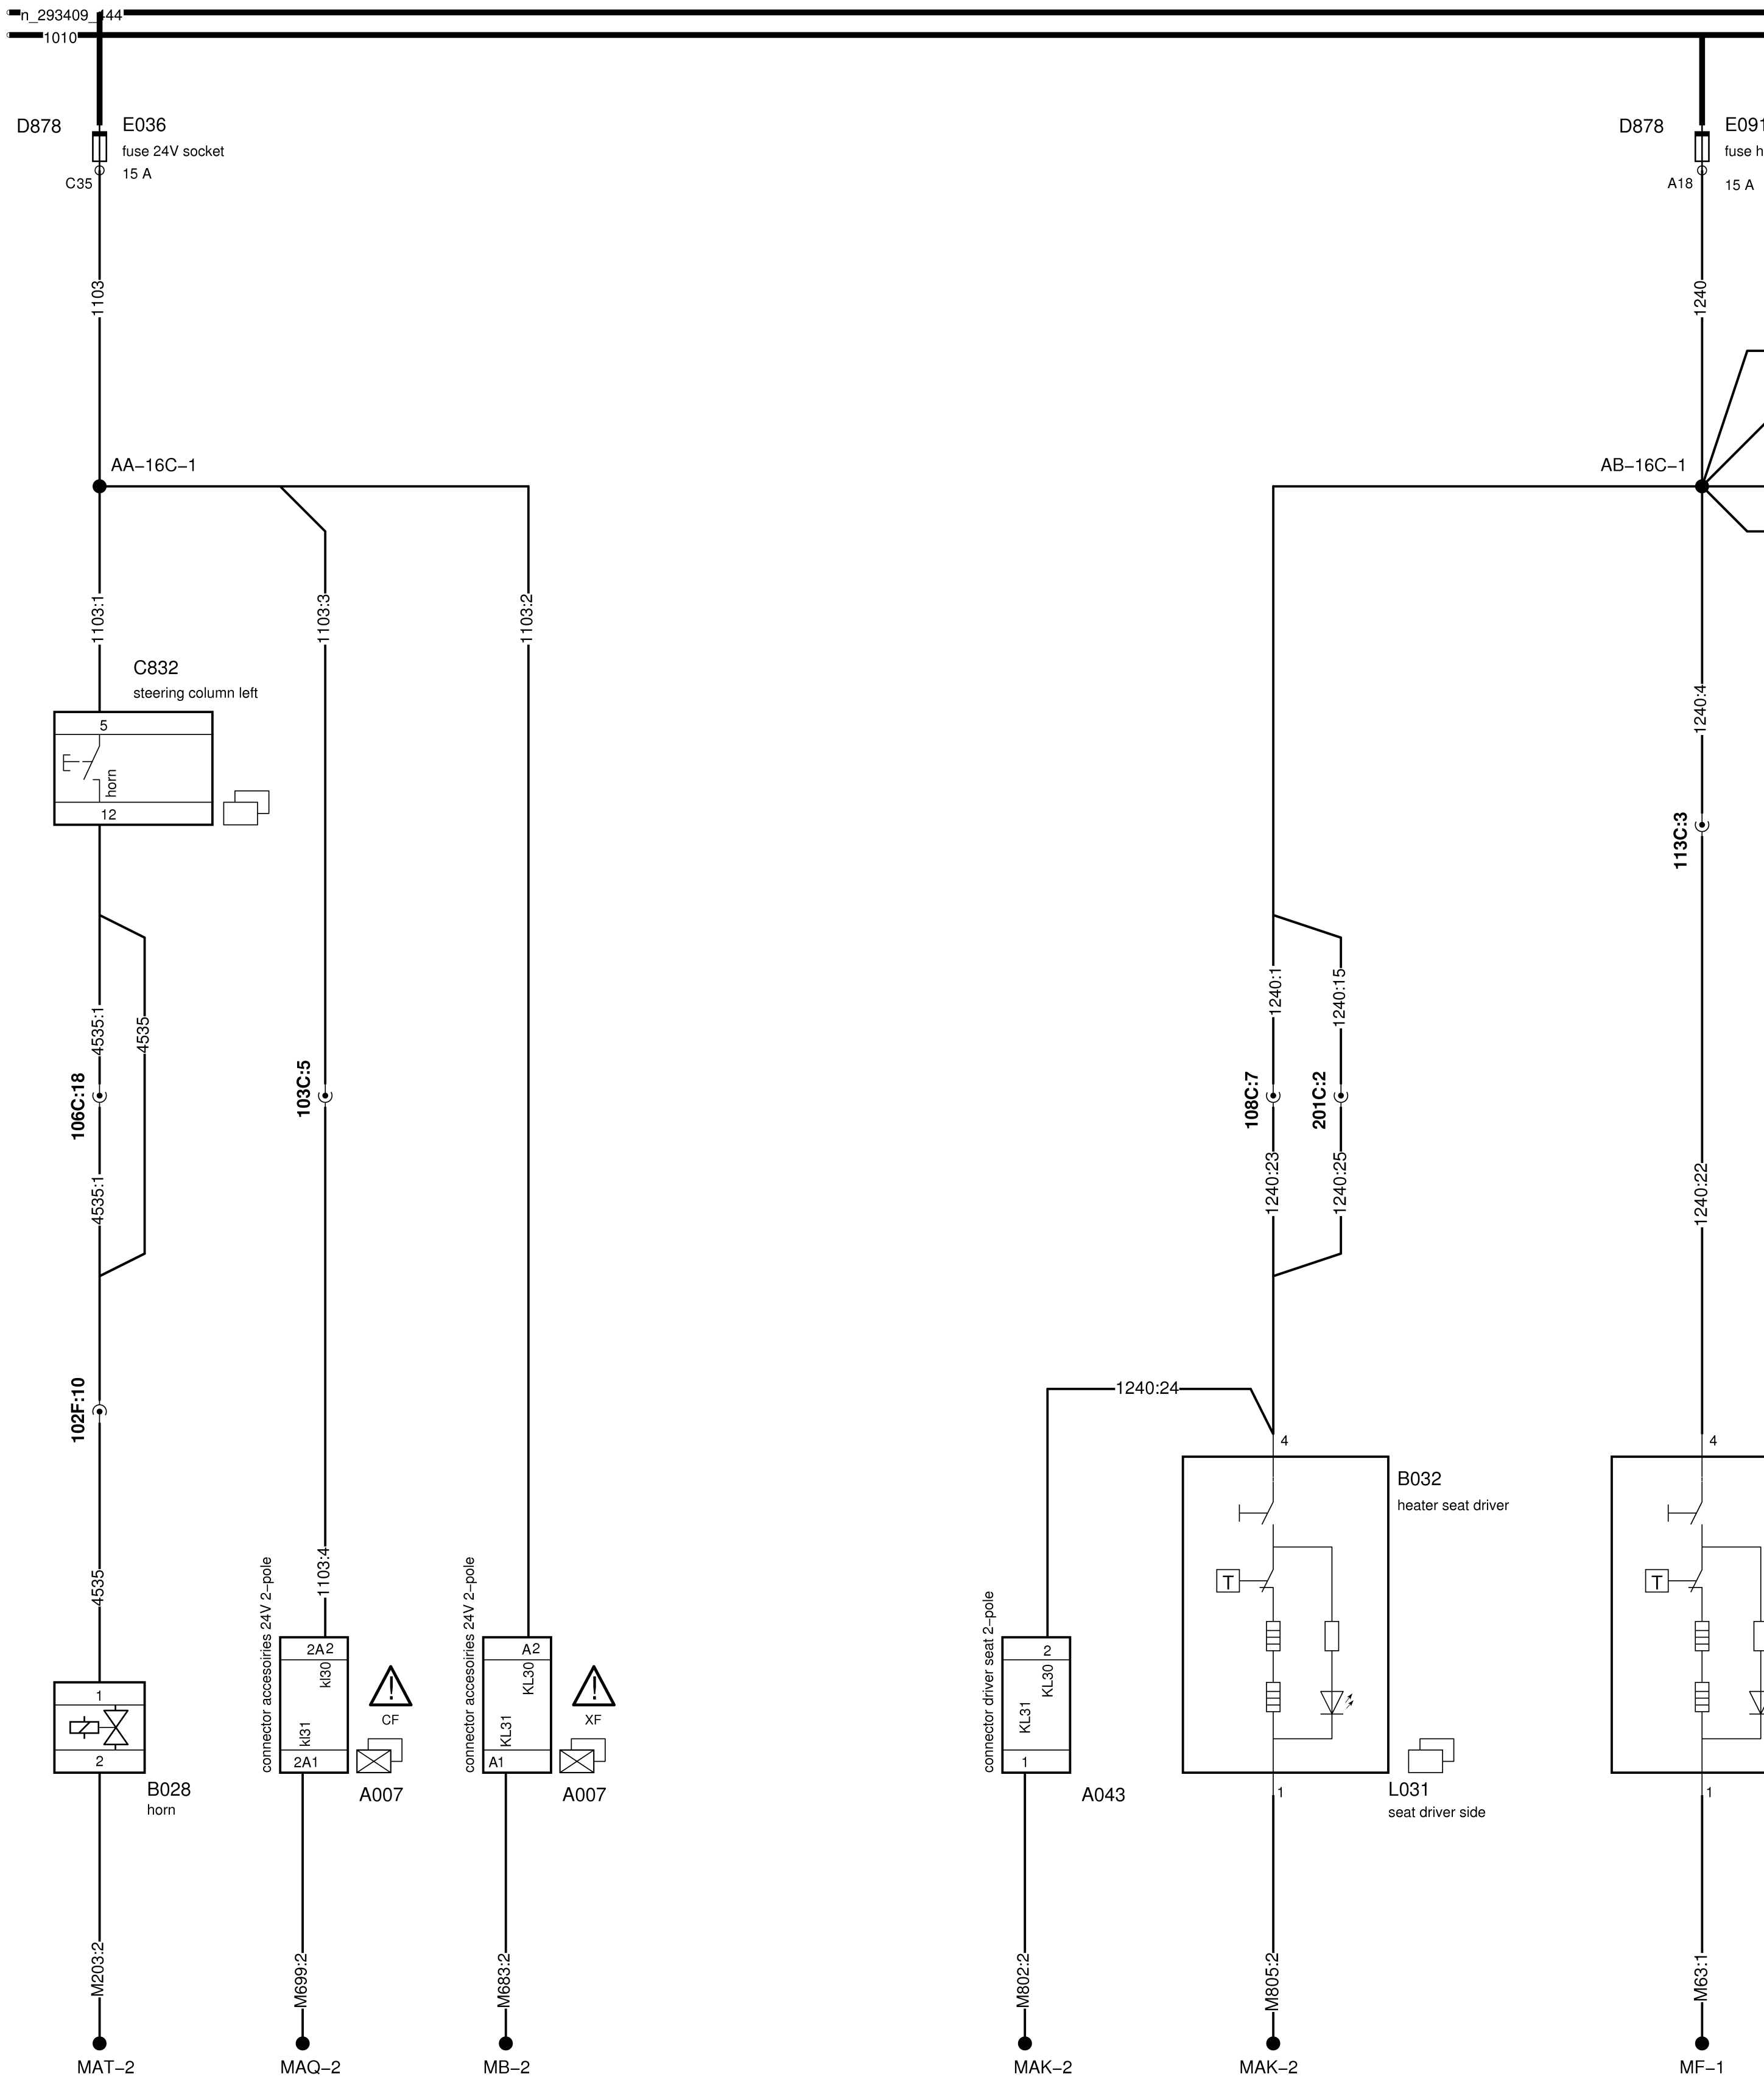 n_293409_444
1010
D878
E036
fuse 24V socket
15 A
C35
D878
E091
fuse h
A18
15 A
1103
1240
AA–16C–1
AB–16C–1
1103:1
1103:3
1103:2
1240:4
C832
steering column left
5
horn
12
113C:3
4535:1
4535
1240:1
1240:15
106C:18
103C:5
108C:7
201C:2
4535:1
1240:23
1240:25
1240:22
102F:10
1240:24
4
4
B032
heater seat driver
4535
1103:4
connector accesoiries 24V 2–pole
connector accesoiries 24V 2–pole
connector driver seat 2–pole
T
T
2A2
kl30
kl31
2A1
A2
KL30
KL31
A1
2
KL30
KL31
1
CF
XF
1
2
B028
horn
A007
A007
A043
1
L031
seat driver side
1
M203:2
M699:2
M683:2
M802:2
M805:2
M63:1
MAT–2
MAQ–2
MB–2
MAK–2
MAK–2
MF–1